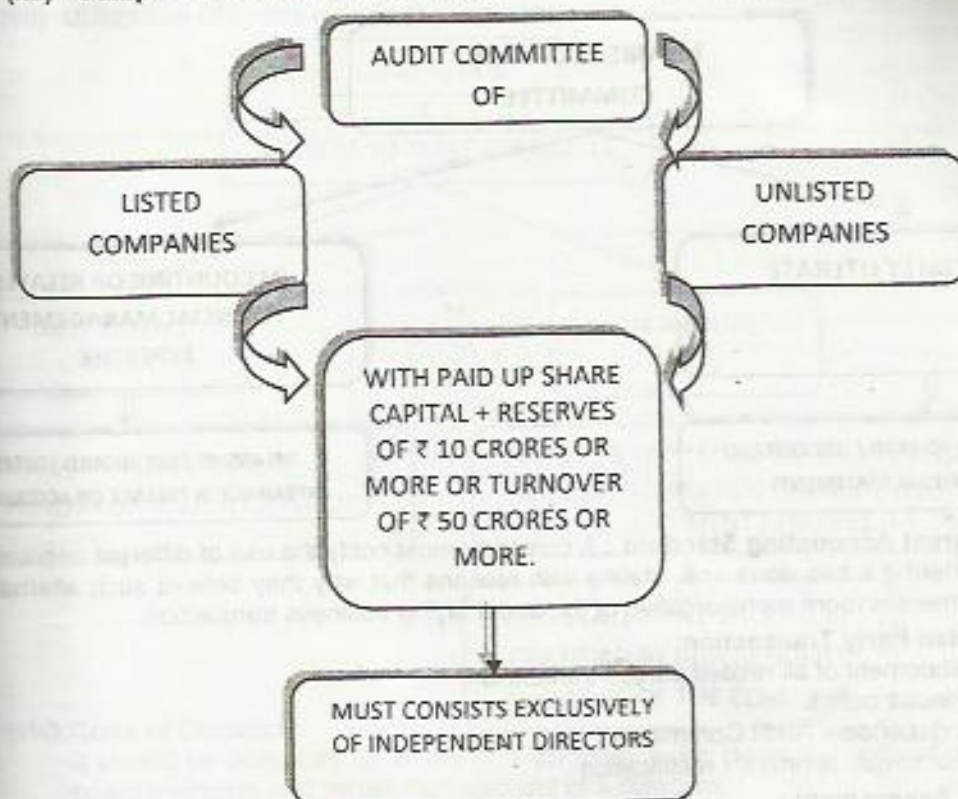 AUDIT COMMITTEE
OF
LISTED
COMPANIES
UNLISTED
COMPANIES
WITH PAID UP SHARE
CAPITAL + RESERVES
OF ₹ 10 CRORES OR
MORE OR TURNOVER
OF ₹ 50 CRORES OR
MORE.
MUST CONSISTS EXCLUSIVELY
OF INDEPENDENT DIRECTORS